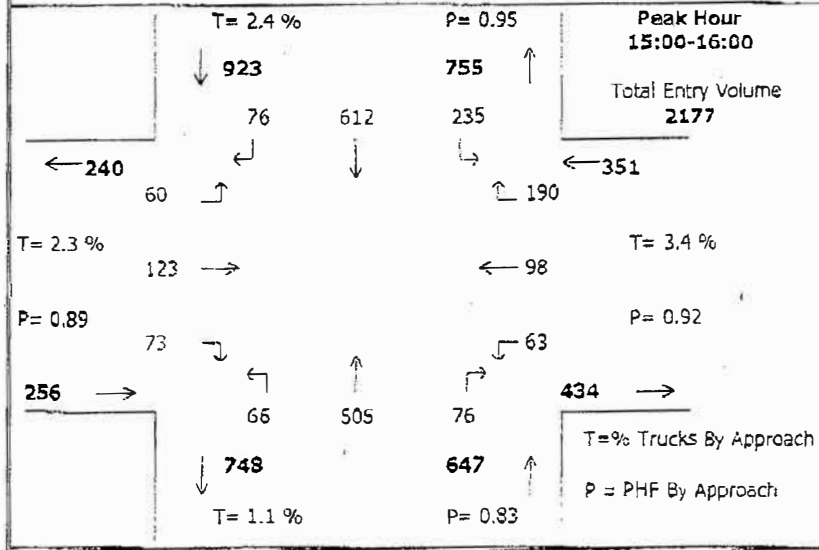 T= 2.4 % P= 0.95 Peak Hour
15:00-16:00
923 755
Total Entry Volume
76 612 235 2177
240 351
60 190
T= 2.3 % T= 3.4 %
123 98
P= 0.89 P= 0.92
73 63
256 434
66 505 76
T=% Trucks By Approach
748 647
P = PHF By Approach
T= 1.1 % P= 0.83